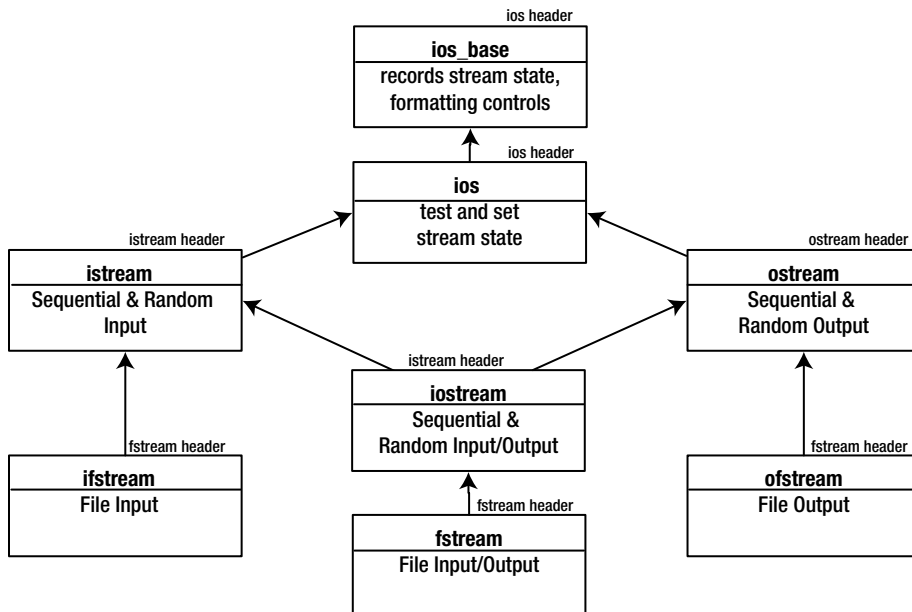 ios header
ios_base
records stream state,
formatting controls
ios header
ios
test and set
stream state
istream header
istream
Sequential & Random
Input
ostream header
ostream
Sequential &
Random Output
istream header
iostream
Sequential &
Random Input/Output
fstream header
ifstream
File Input
fstream header
ofstream
File Output
fstream header
fstream
File Input/Output